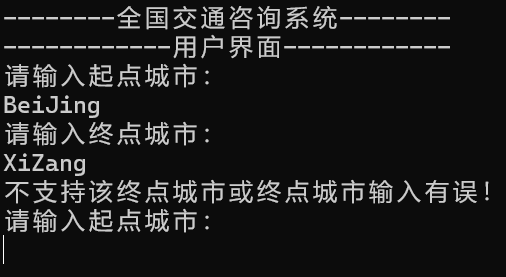 --------全国交通咨询系统--------
------------用户界面------------
请输入起点城市：
BeiJing
请输入终点城市：
XiZang
不支持该终点城市或终点城市输入有误！
请输入起点城市：